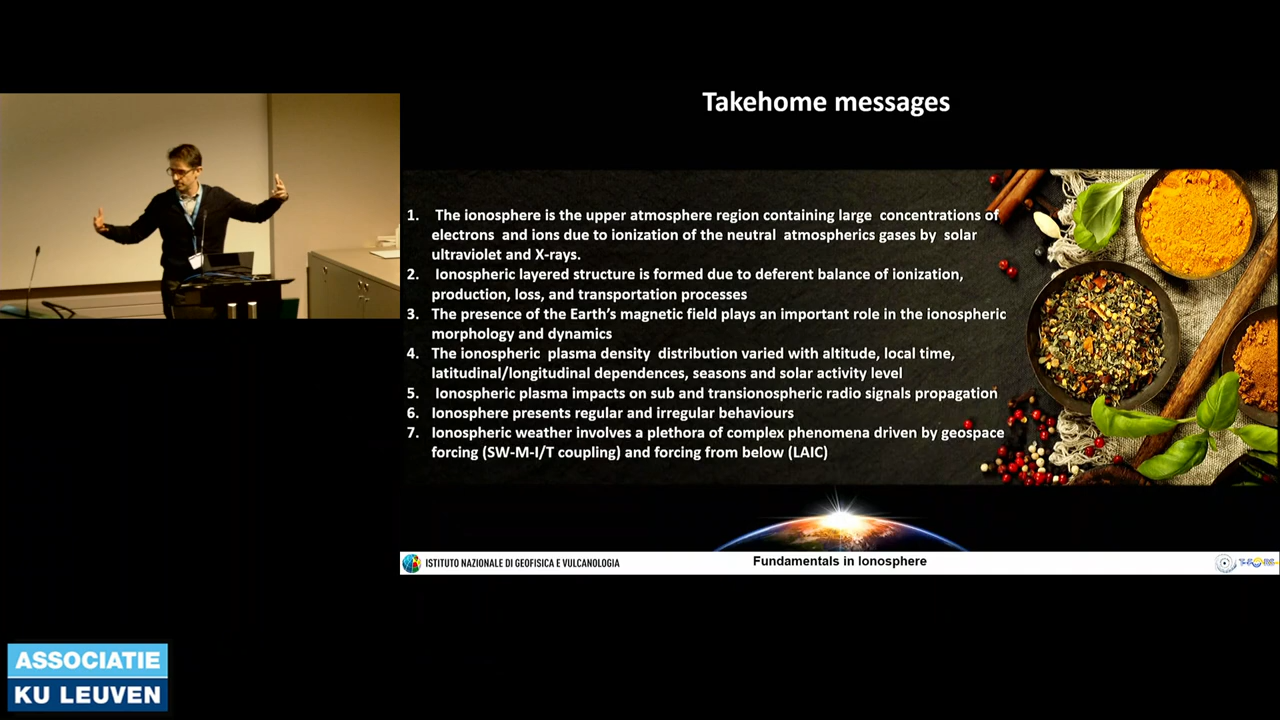 Takehome messages
1. The ionosphere is the upper atmosphere region containing large concentrations of
electrons and ions due to ionization of the neutral atmospherics gases by solar
ultraviolet and X-rays.
2. Ionospheric layered structure is formed due to deferent balance of ionization,
production, loss, and transportation processes
3. The presence of the Earth's magnetic field plays an important role in the ionospheric
morphology and dynamics
4. The ionospheric plasma density distribution varied with altitude, local time,
latitudinal/longitudinal dependences, seasons and solar activity level
5. Ionospheric plasma impacts on sub and transionospheric radio signals propagation
6. Ionosphere presents regular and irregular behaviours
7. Ionospheric weather involves a plethora of complex phenomena driven by geospace
forcing (SW-M-I/T coupling) and forcing from below (LAIC)
ISTITUTO NAZIONALE DI GEOFISICA E VULCANOLOGIA
Fundamentals in Ionosphere
ASSOCIATIE
KU LEUVEN